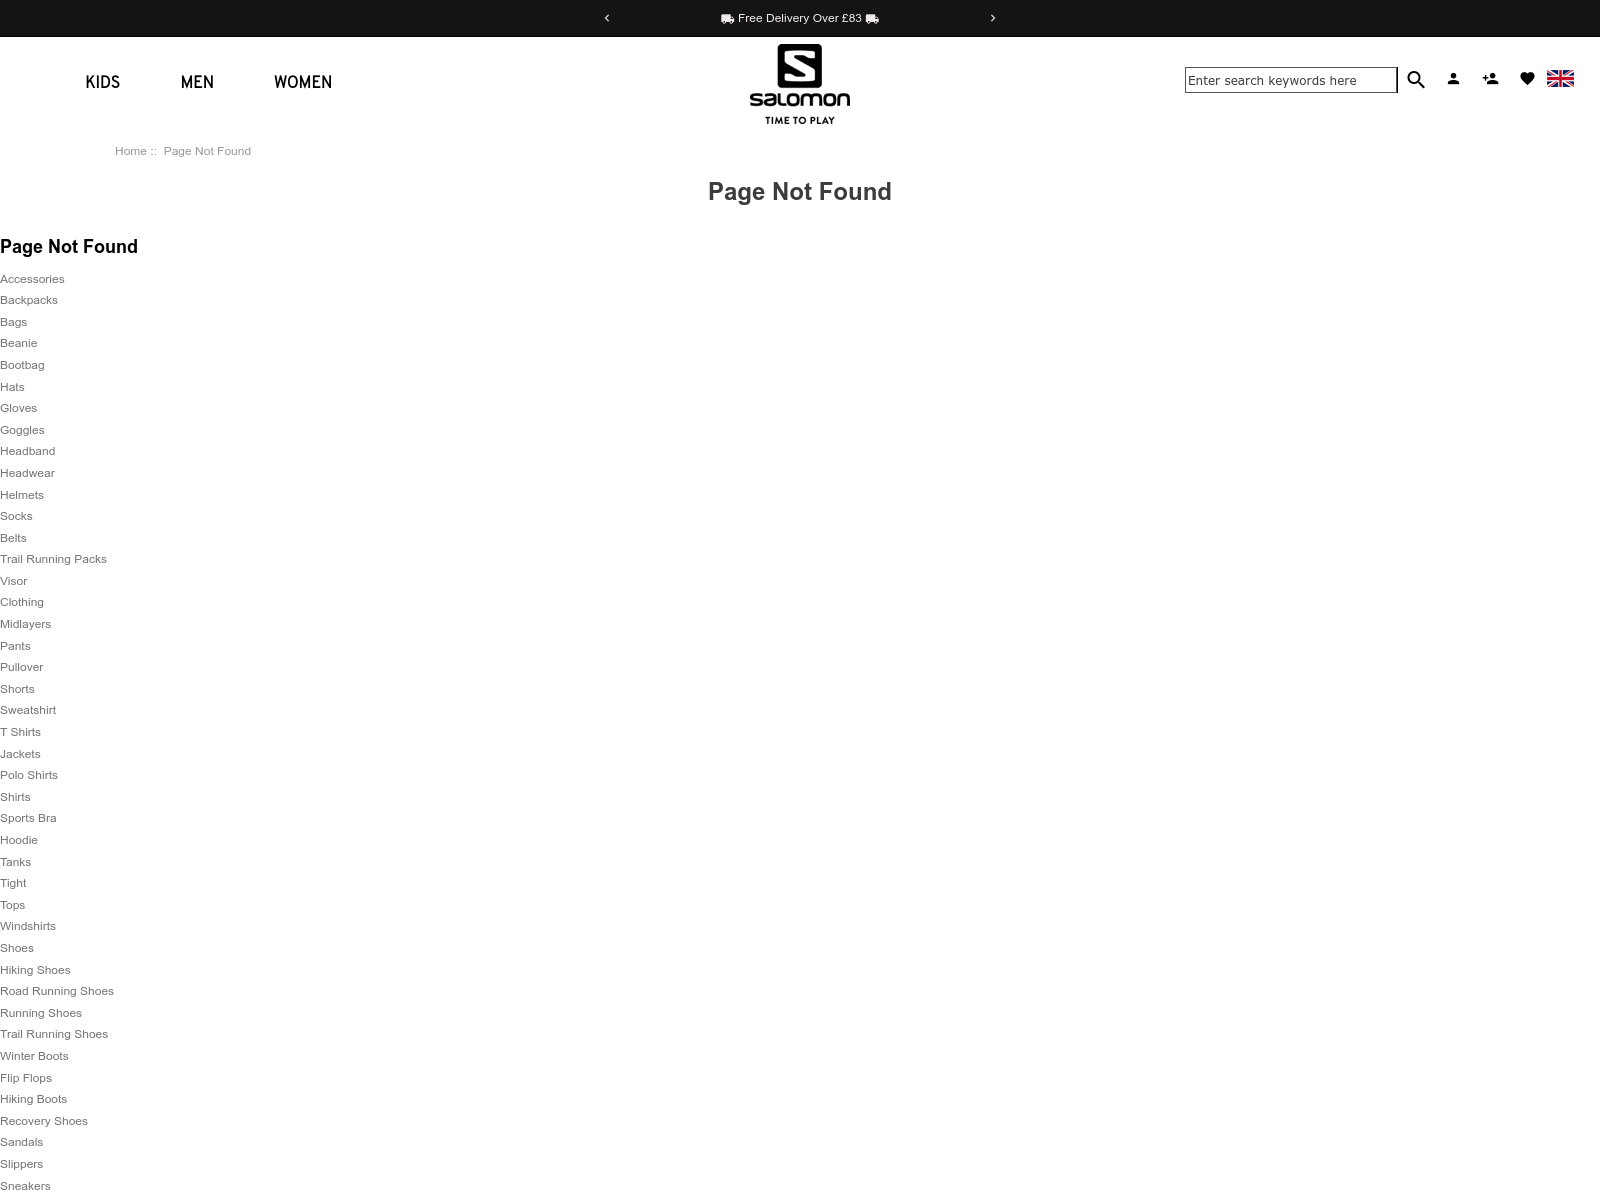 Free Delivery Over £83
KIDS MEN WOMEN
S
salomon
TIME TO PLAY
Enter search keywords here
Home :: Page Not Found
Page Not Found
Page Not Found
Accessories
Backpacks
Bags
Beanie
Bootbag
Hats
Gloves
Goggles
Headband
Headwear
Helmets
Socks
Belts
Trail Running Packs
Visor
Clothing
Midlayers
Pants
Pullover
Shorts
Sweatshirt
T Shirts
Jackets
Polo Shirts
Shirts
Sports Bra
Hoodie
Tanks
Tight
Tops
Windshirts
Shoes
Hiking Shoes
Road Running Shoes
Running Shoes
Trail Running Shoes
Winter Boots
Flip Flops
Hiking Boots
Recovery Shoes
Sandals
Slippers
Sneakers